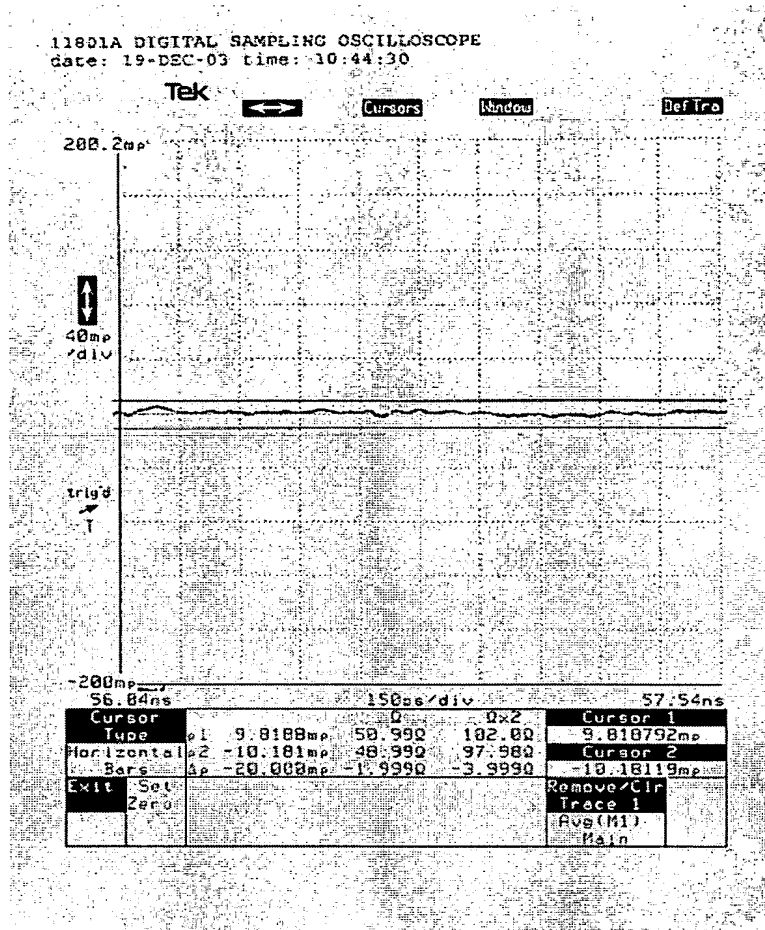 11801A DIGITAL SAMPLING OSCILLOSCOPE
date: 19-DEC-03 time: 10:44:30
Tek
Cursors Window DefTra
200.2mρ
40mρ
/div
trig'd
T
-200mρ
56.04ns 150ps/div 57.54ns
Cursor Ω Ω×2 Cursor 1
Type ρ1 9.8188mρ 50.99Ω 102.0Ω 9.818792mρ
Horizontal ρ2 -10.181mρ 48.99Ω 97.98Ω Cursor 2
Bars Δρ -20.000mρ -1.999Ω -3.999Ω -10.18119mρ
Exit Set Remove/Clr
Zero Trace 1
Avg(M1)
Main